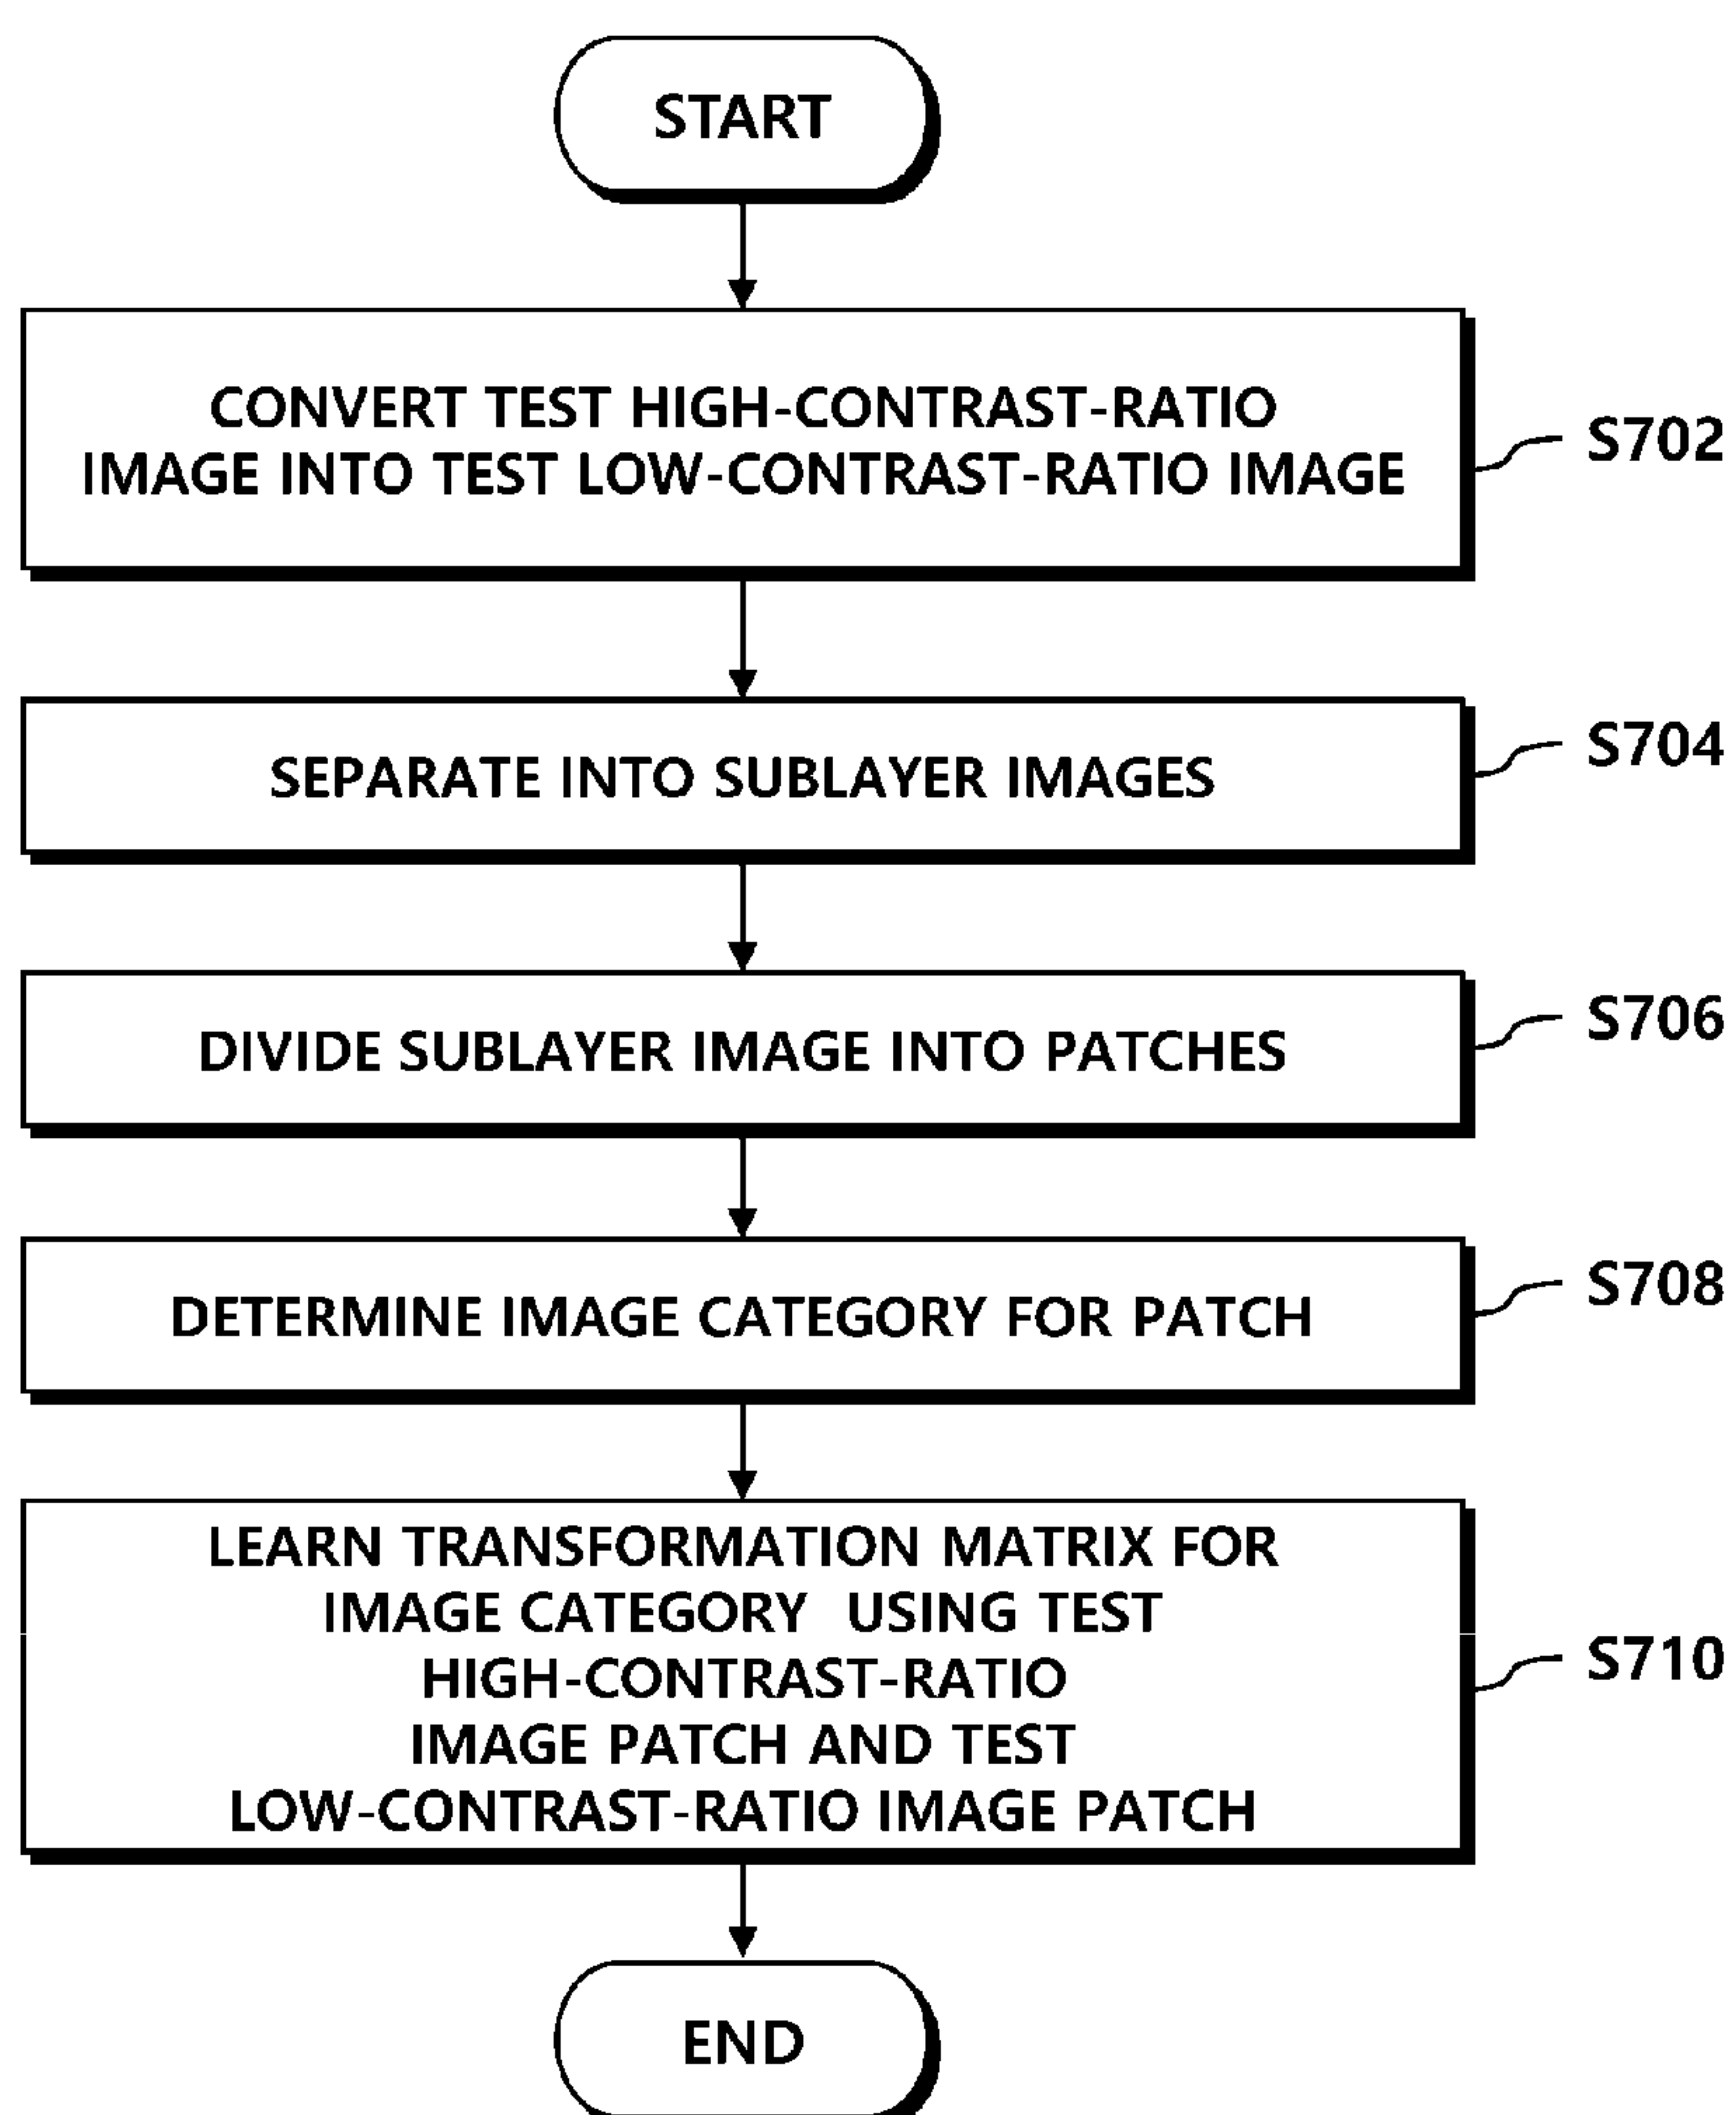 START
CONVERT TEST HIGH-CONTRAST-RATIO
IMAGE INTO TEST LOW-CONTRAST-RATIO IMAGE
S702
SEPARATE INTO SUBLAYER IMAGES
S704
DIVIDE SUBLAYER IMAGE INTO PATCHES
S706
DETERMINE IMAGE CATEGORY FOR PATCH
S708
LEARN TRANSFORMATION MATRIX FOR
IMAGE CATEGORY USING TEST
HIGH-CONTRAST-RATIO
IMAGE PATCH AND TEST
LOW-CONTRAST-RATIO IMAGE PATCH
S710
END